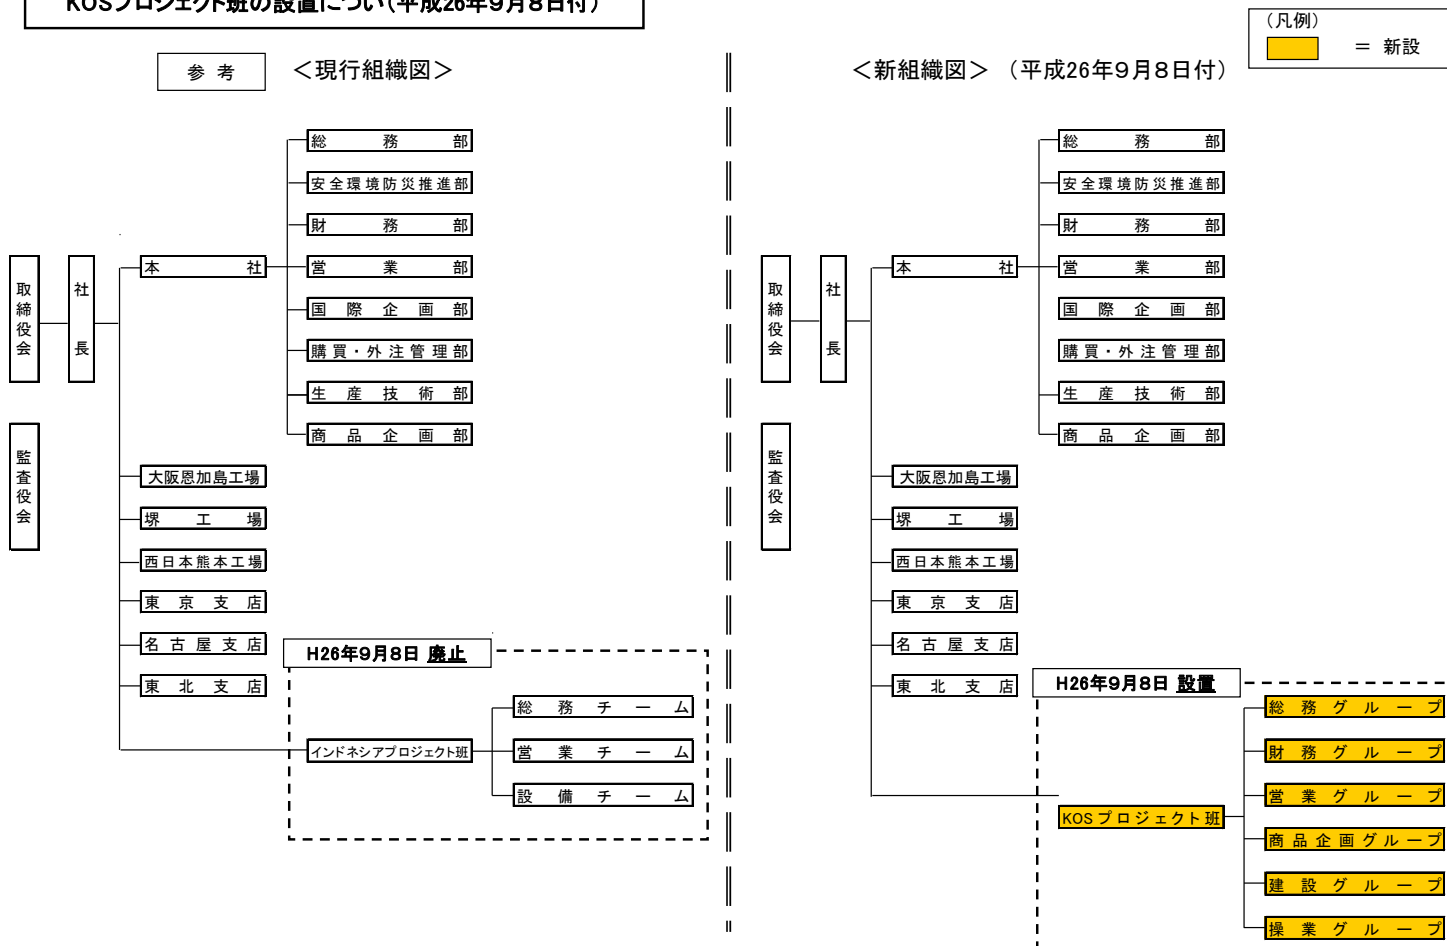 KOSプロジェクト班の設置につい(平成26年9月8日付)
(凡例)
= 新設
参 考
＜現行組織図＞
総務部
安全環境防災推進部
財務部
営業部
国際企画部
購買・外注管理部
生産技術部
商品企画部
取締役会
社長
本社
監査役会
大阪恩加島工場
堺工場
西日本熊本工場
東京支店
名古屋支店
東北支店
H26年9月8日 廃止
インドネシアプロジェクト班
総務チーム
営業チーム
設備チーム
＜新組織図＞ (平成26年9月8日付)
総務部
安全環境防災推進部
財務部
営業部
国際企画部
購買・外注管理部
生産技術部
商品企画部
取締役会
社長
本社
監査役会
大阪恩加島工場
堺工場
西日本熊本工場
東京支店
名古屋支店
東北支店
H26年9月8日 設置
KOSプロジェクト班
総務グループ
財務グループ
営業グループ
商品企画グループ
建設グループ
操業グループ